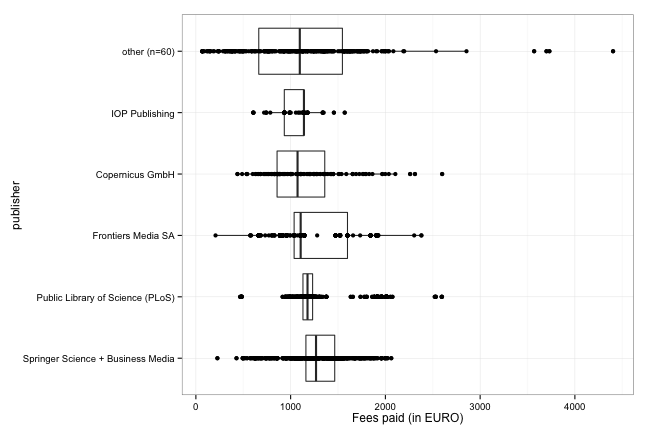 other (n=60)
IOP Publishing
Copernicus GmbH
Frontiers Media SA
Public Library of Science (PLoS)
Springer Science + Business Media
publisher
0 1000 2000 3000 4000
Fees paid (in EURO)